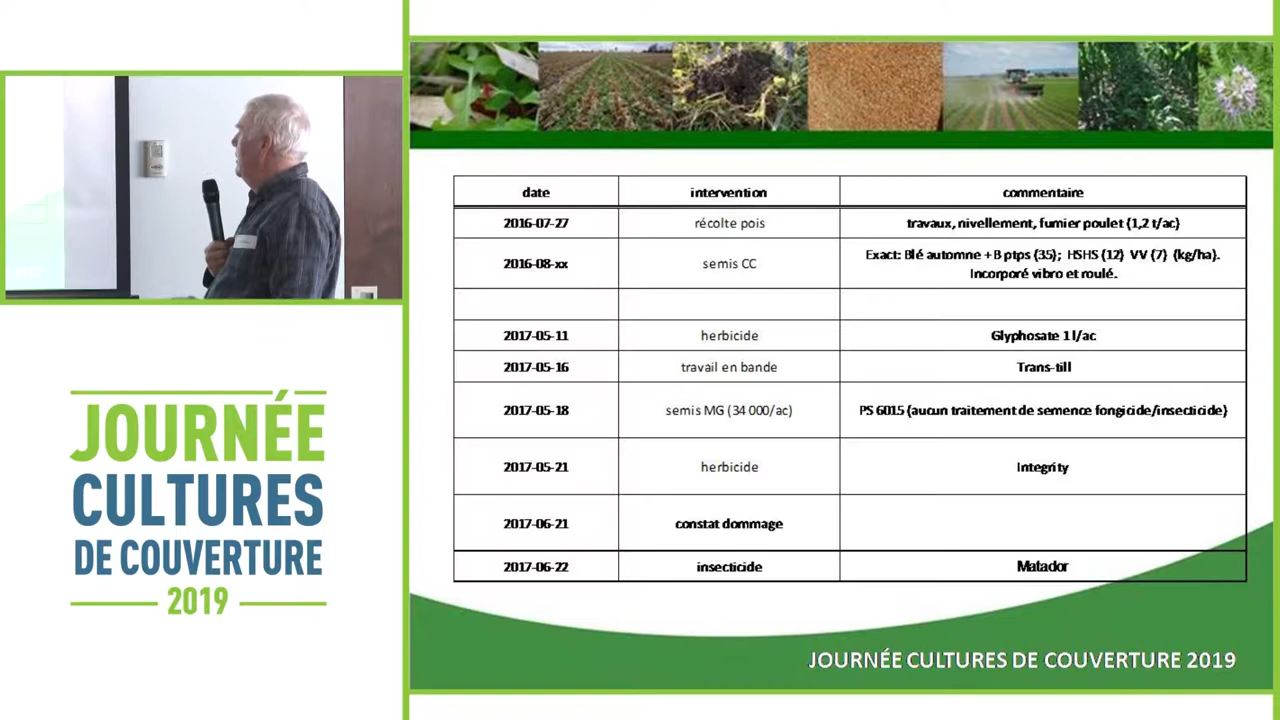 date intervention commentaire
2016-07-27 récolte pois travaux, nivellement, fumier poulet (1,2 t/ac)
2016-08-xx semis CC Exact: Blé automne + B ptps (35); HSHS (12) VV (7) (kg/ha).
Incorporé vibro et roulé.
2017-05-11 herbicide Glyphosate 1 l/ac
2017-05-16 travail en bande Trans-till
2017-05-18 semis MG (34 000/ac) PS 6015 (aucun traitement de semence fongicide/insecticide)
2017-05-21 herbicide Integrity
2017-06-21 constat dommage
2017-06-22 insecticide Matador
JOURNÉE
CULTURES
DE COUVERTURE
2019
JOURNÉE CULTURES DE COUVERTURE 2019